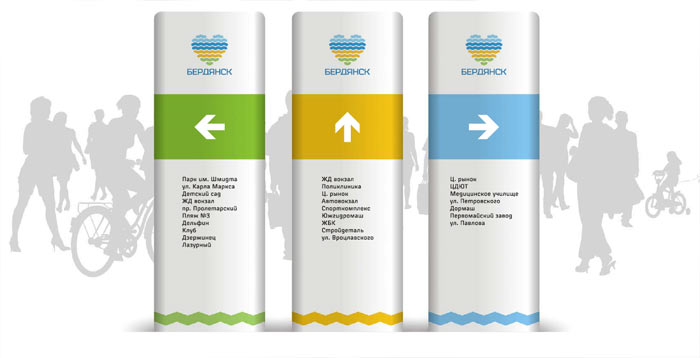 БЕРДЯНСК
Парк им. Шмидта
ул. Карла Маркса
Детский сад
ЖД вокзал
пр. Пролетарский
Пляж №3
Дельфин
Клуб
Дзержинец
Лазурный
БЕРДЯНСК
ЖД вокзал
Поликлиника
Ц. рынок
Автовокзал
Спорткомплекс
Южгидромаш
ЖБК
Стройдеталь
ул. Вроцлавского
БЕРДЯНСК
Ц. рынок
ЦДЮТ
Медицинское училище
ул. Петровского
Дормаш
Первомайский завод
ул. Павлова